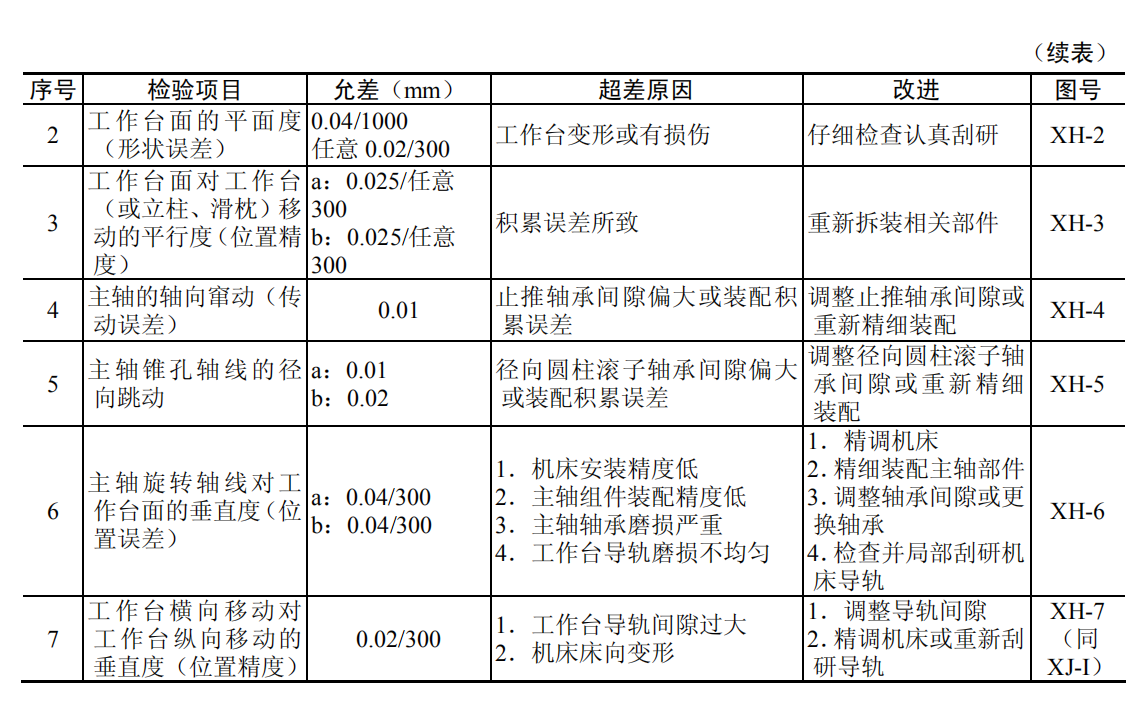 （续表）
序号 检验项目 允差（mm） 超差原因 改进 图号
2
工作台面的平面度
（形状误差）
0.04/1000
任意 0.02/300
工作台变形或有损伤
仔细检查认真刮研
XH-2
3
工作台面对工作台
（或立柱、滑枕）移
动的平行度（位置精
度）
a：0.025/任意
300
b：0.025/任意
300
积累误差所致
重新拆装相关部件
XH-3
4
主轴的轴向窜动（传
动误差）
0.01
止推轴承间隙偏大或装配积
累误差
调整止推轴承间隙或
重新精细装配
XH-4
5
主轴锥孔轴线的径
向跳动
a：0.01
b：0.02
径向圆柱滚子轴承间隙偏大
或装配积累误差
调整径向圆柱滚子轴
承间隙或重新精细
装配
XH-5
6
主轴旋转轴线对工
作台面的垂直度（位
置误差）
a：0.04/300
b：0.04/300
1．机床安装精度低
2．主轴组件装配精度低
3．主轴轴承磨损严重
4．工作台导轨磨损不均匀
1．精调机床
2．精细装配主轴部件
3．调整轴承间隙或更
换轴承
4．检查并局部刮研机
床导轨
XH-6
7
工作台横向移动对
工作台纵向移动的
垂直度（位置精度）
0.02/300
1．工作台导轨间隙过大
2．机床床向变形
1．调整导轨间隙
2．精调机床或重新刮
研导轨
XH-7
（同
XJ-I）